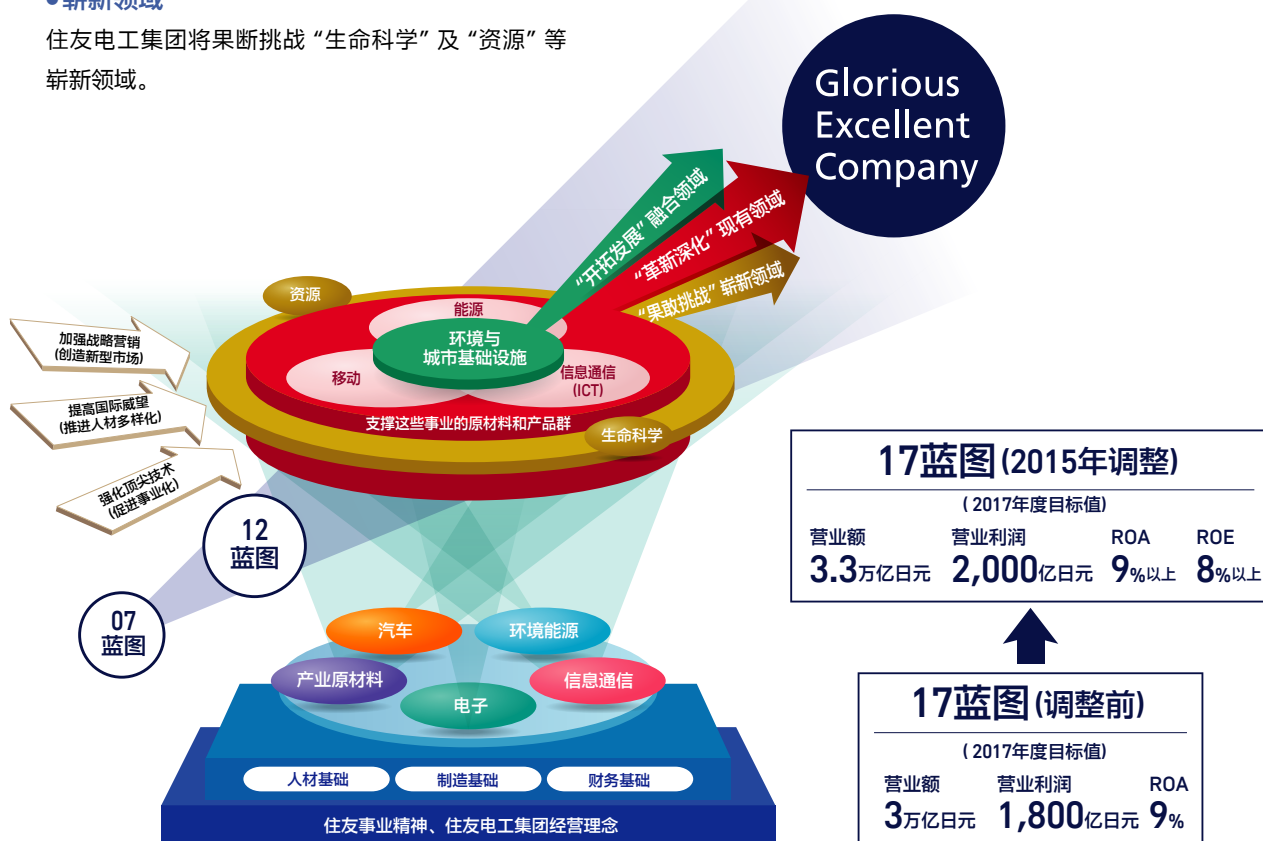 •崭新领域
住友电工集团将果断挑战“生命科学”及“资源”等
崭新领域。
Glorious
Excellent
Company
“开拓发展”融合领域
“革新深化”现有领域
“果敢挑战”崭新领域
资源
能源
环境与
城市基础设施
移动
信息通信
(ICT)
支撑这些事业的原材料和产品群
生命科学
加强战略营销
(创造新型市场)
提高国际威望
(推进人材多样化)
强化顶尖技术
(促进事业化)
12
蓝图
07
蓝图
汽车
环境能源
产业原材料
信息通信
电子
人材基础
制造基础
财务基础
住友事业精神、住友电工集团经营理念
17蓝图(2015年调整)
(2017年度目标值)
营业额 营业利润 ROA ROE
3.3万亿日元 2,000亿日元 9%以上 8%以上
17蓝图(调整前)
(2017年度目标值)
营业额 营业利润 ROA
3万亿日元 1,800亿日元 9%